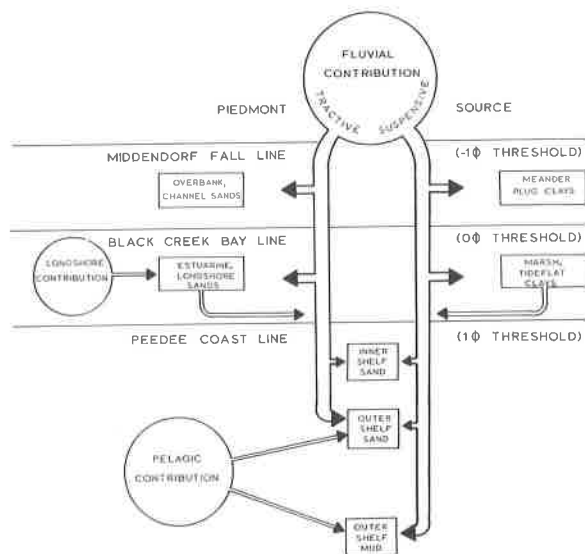 FLUVIAL
CONTRIBUTION
TRACTIVE SUSPENSIVE
PIEDMONT SOURCE
MIDDENDORF FALL LINE (-1Φ THRESHOLD)
OVERBANK,
CHANNEL SANDS
MEANDER
PLUG CLAYS
BLACK CREEK BAY LINE (0Φ THRESHOLD)
LONGSHORE
CONTRIBUTION
ESTUARINE,
LONGSHORE
SANDS
MARSH,
TIDEFLAT
CLAYS
PEEDEE COAST LINE (1Φ THRESHOLD)
INNER
SHELF
SAND
OUTER
SHELF
SAND
PELAGIC
CONTRIBUTION
OUTER
SHELF
MUD